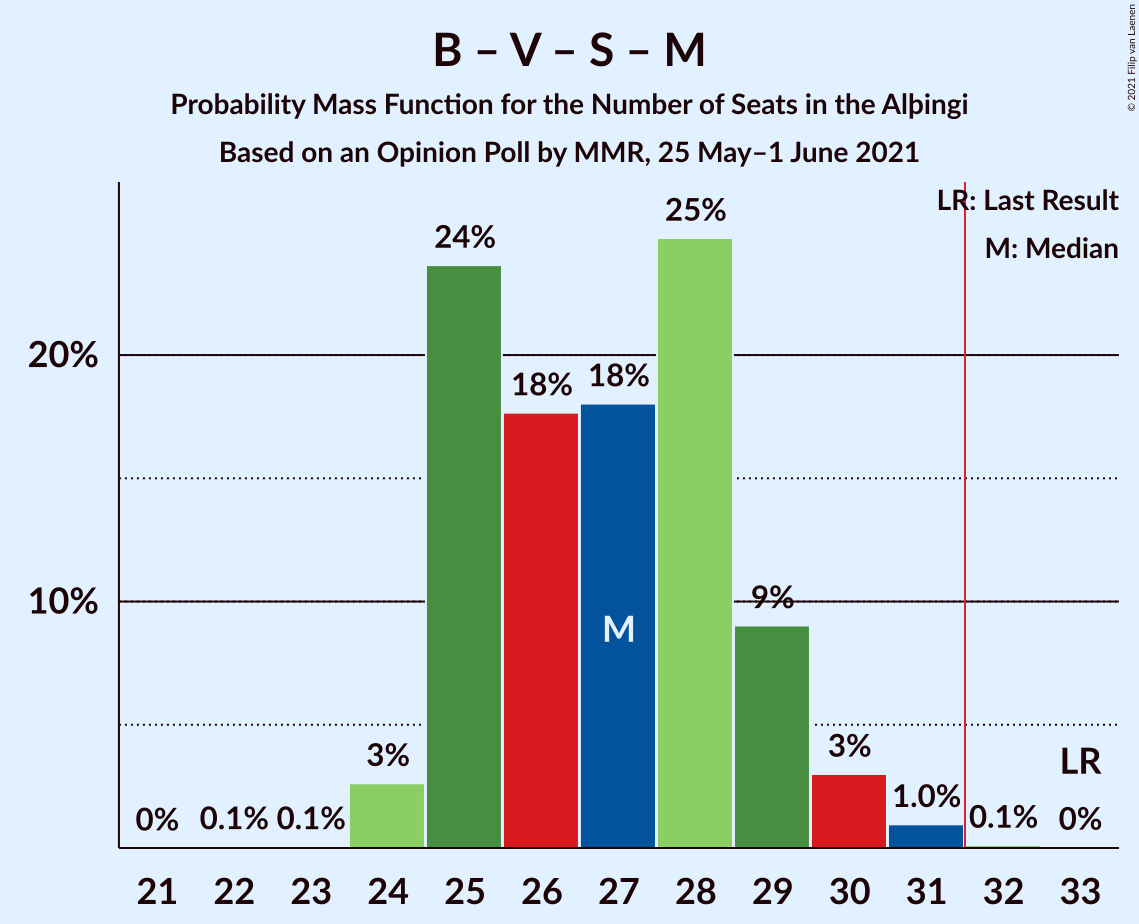 B – V – S – M
Probability Mass Function for the Number of Seats in the Alþingi
Based on an Opinion Poll by MMR, 25 May–1 June 2021
© 2021 Filip van Laenen
LR: Last Result
M: Median
20%
10%
0%
0.1%
0.1%
3%
24%
18%
18%
25%
9%
3%
1.0%
0.1%
0%
LR
M
21 22 23 24 25 26 27 28 29 30 31 32 33